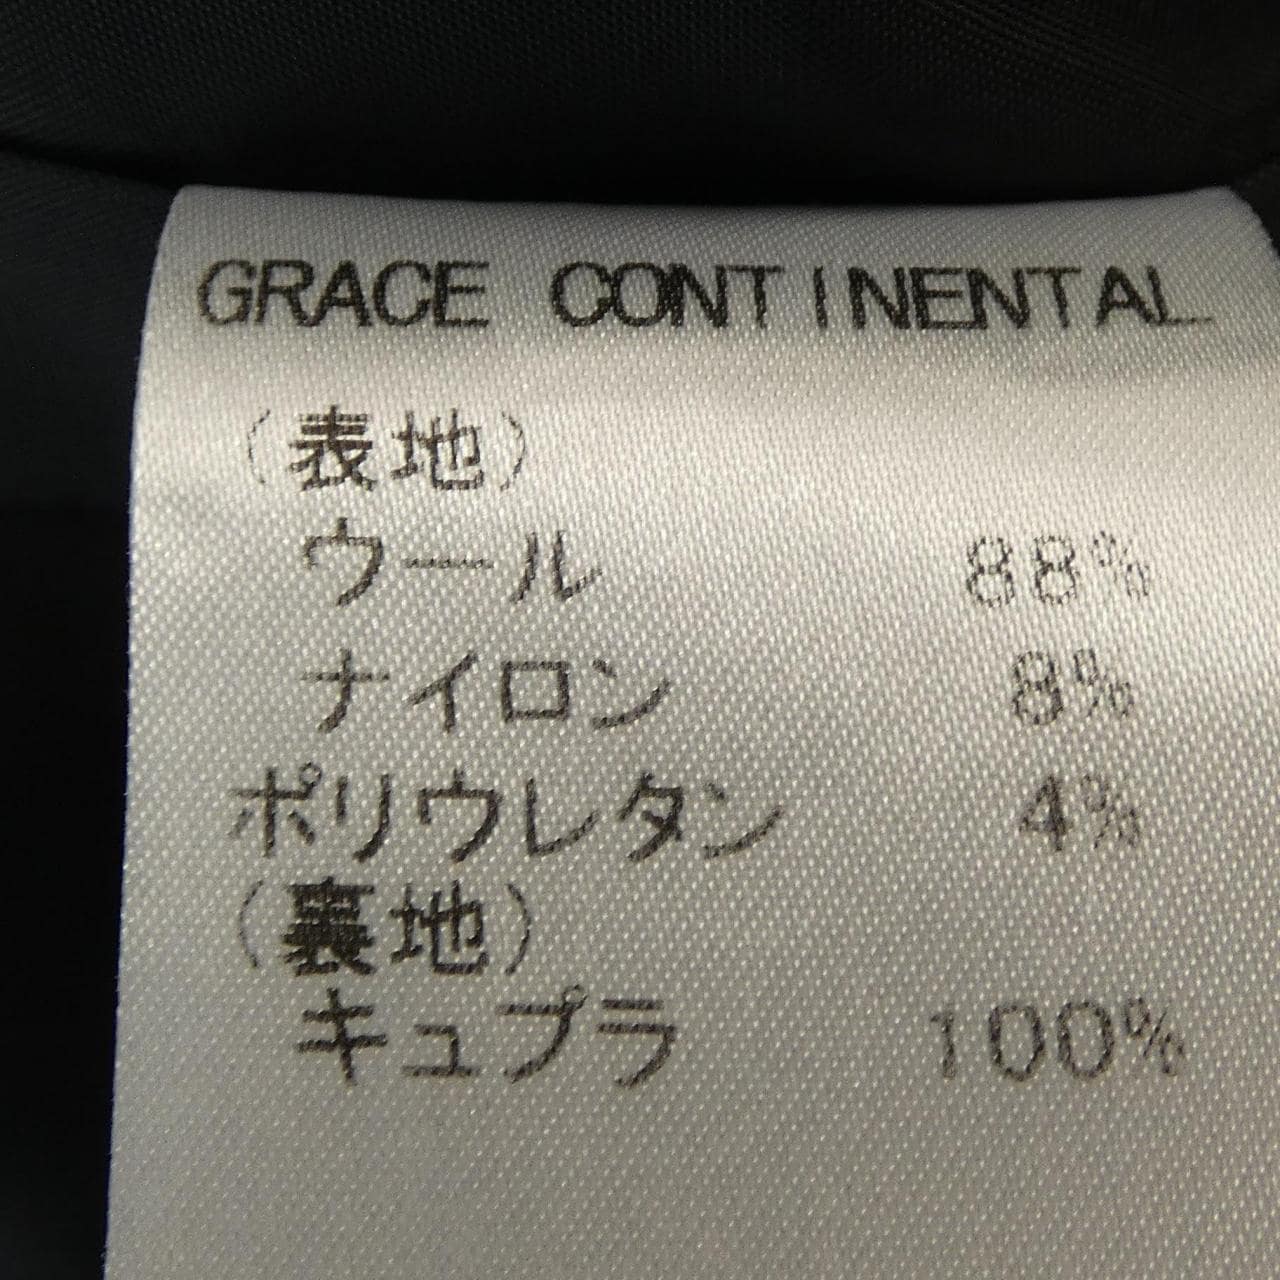 GRACE CONTINENTAL
(表地)
ウール 88%
ナイロン 8%
ポリウレタン 4%
(裏地)
キュプラ 100%